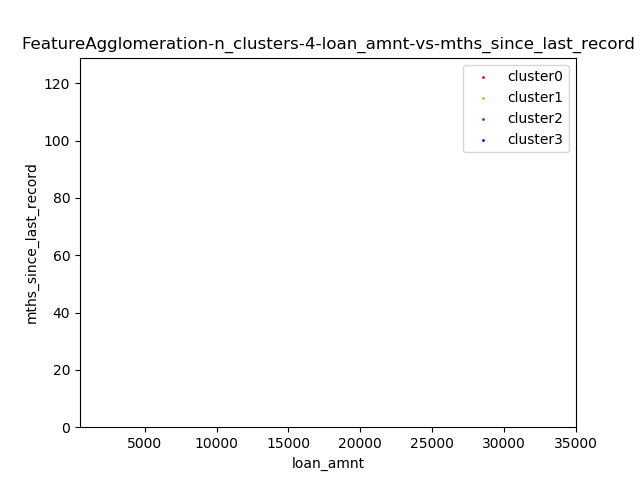 FeatureAgglomeration-n_clusters-4-loan_amnt-vs-mths_since_last_record
cluster0
cluster1
cluster2
cluster3
120
100
80
60
40
20
0
mths_since_last_record
5000 10000 15000 20000 25000 30000 35000
loan_amnt